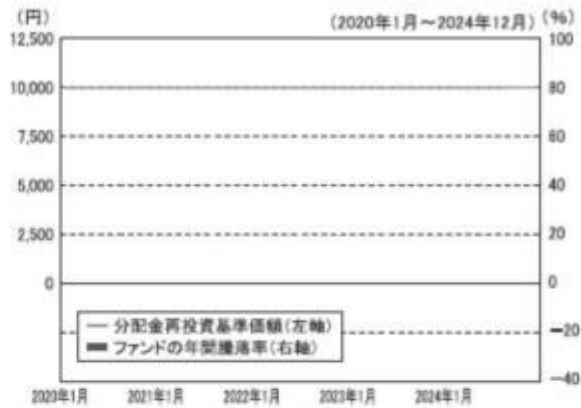 (円)
(2020年1月～2024年12月)
(%)
12,500
100
10,000
80
7,500
60
5,000
40
2,500
20
0
0
分配金再投資基準価額(左軸)
-20
ファンドの年間騰落率(右軸)
-40
2020年1月
2021年1月
2022年1月
2023年1月
2024年1月